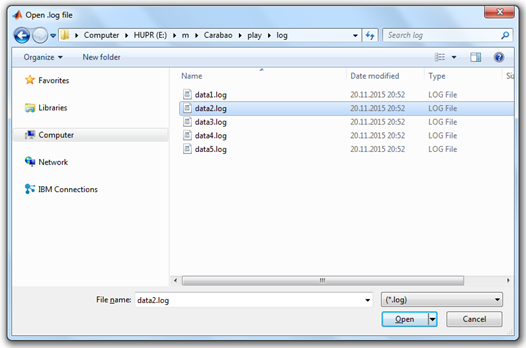 Open .log file
Computer HUPR (E:) m Carabao play log Search log
Organize New folder
Favorites
Libraries
Computer
Network
IBM Connections
Name Date modified Type
data1.log 20.11.2015 20:52 LOG File
data2.log 20.11.2015 20:52 LOG File
data3.log 20.11.2015 20:52 LOG File
data4.log 20.11.2015 20:52 LOG File
data5.log 20.11.2015 20:52 LOG File
File name: data2.log (*.log)
Open Cancel